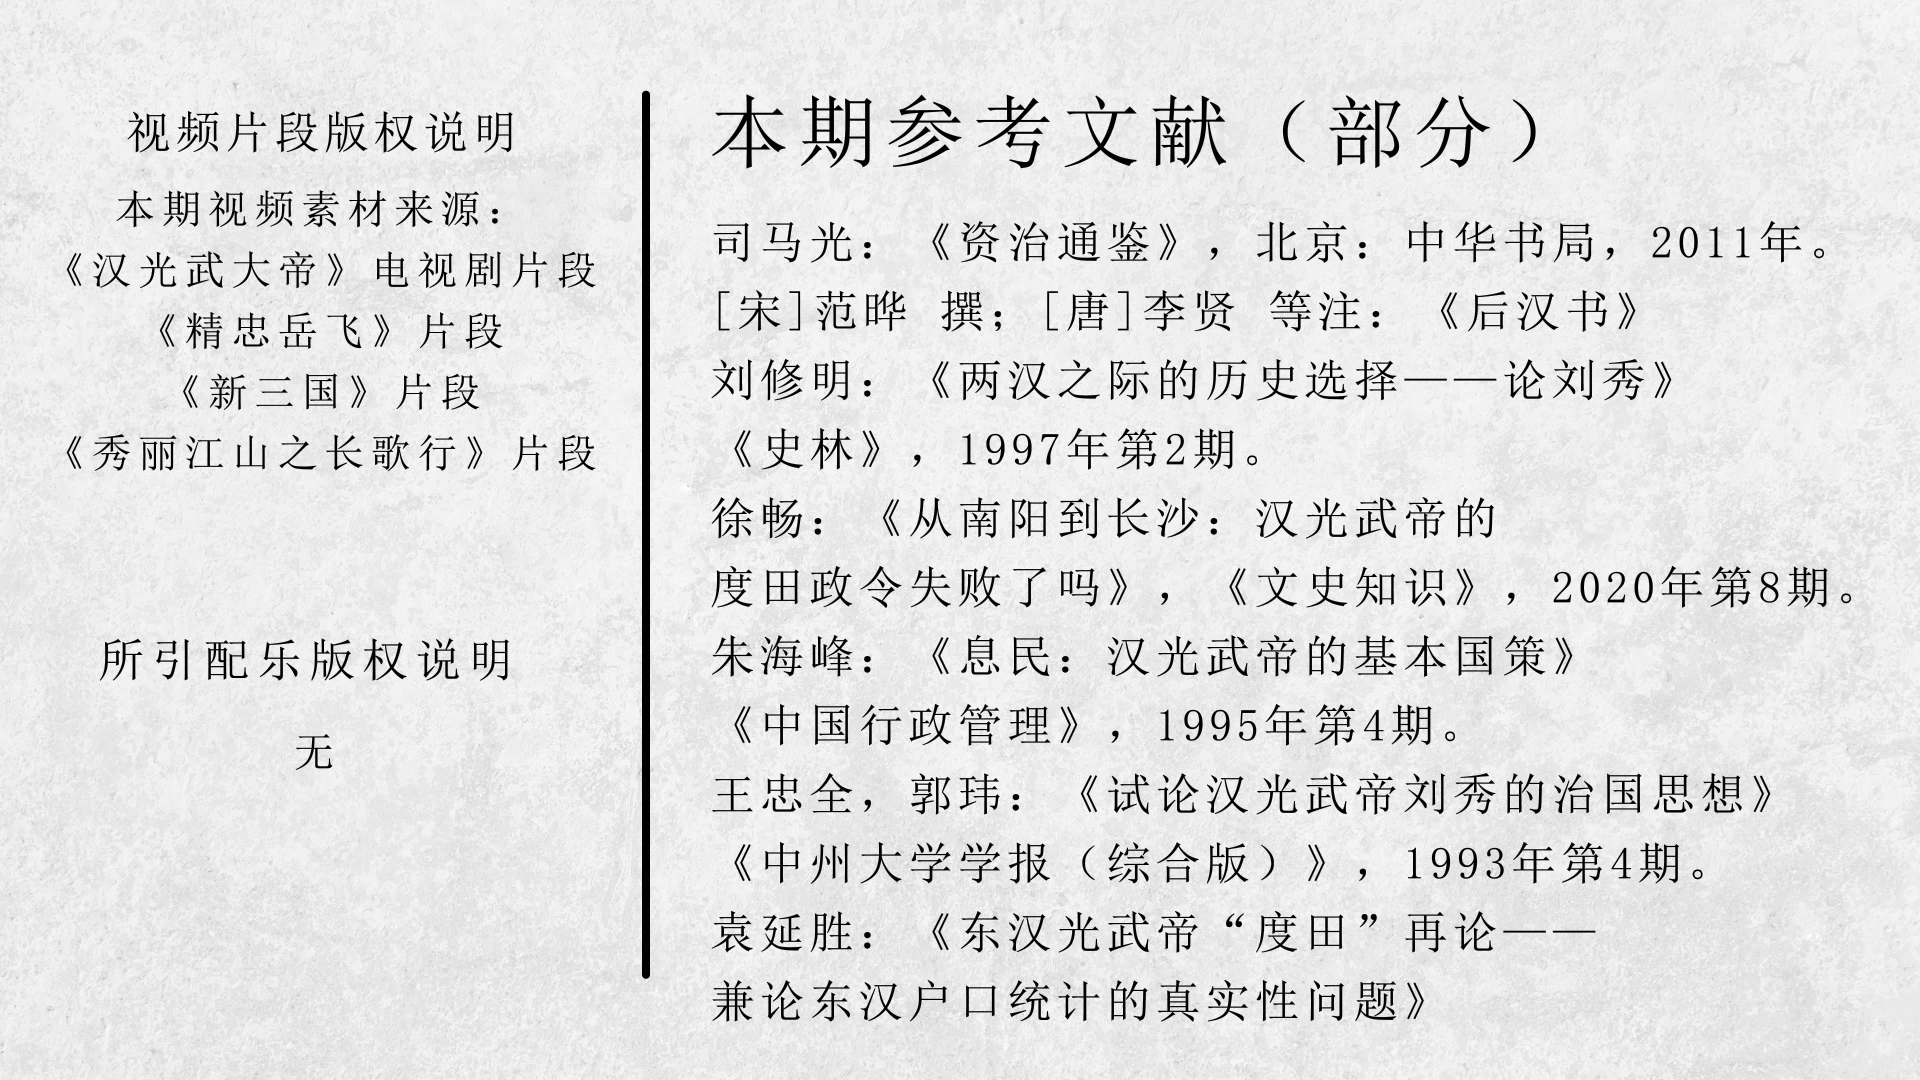 视频片段版权说明
本期视频素材来源：
《汉光武大帝》电视剧片段
《精忠岳飞》片段
《新三国》片段
《秀丽江山之长歌行》片段
所引配乐版权说明
无
本期参考文献（部分）
司马光：《资治通鉴》，北京：中华书局，2011年。
[宋]范晔 撰；[唐]李贤 等注：《后汉书》
刘修明：《两汉之际的历史选择——论刘秀》
《史林》，1997年第2期。
徐畅：《从南阳到长沙：汉光武帝的
度田政令失败了吗》，《文史知识》，2020年第8期。
朱海峰：《息民：汉光武帝的基本国策》
《中国行政管理》，1995年第4期。
王忠全，郭玮：《试论汉光武帝刘秀的治国思想》
《中州大学学报（综合版）》，1993年第4期。
袁延胜：《东汉光武帝“度田”再论——
兼论东汉户口统计的真实性问题》